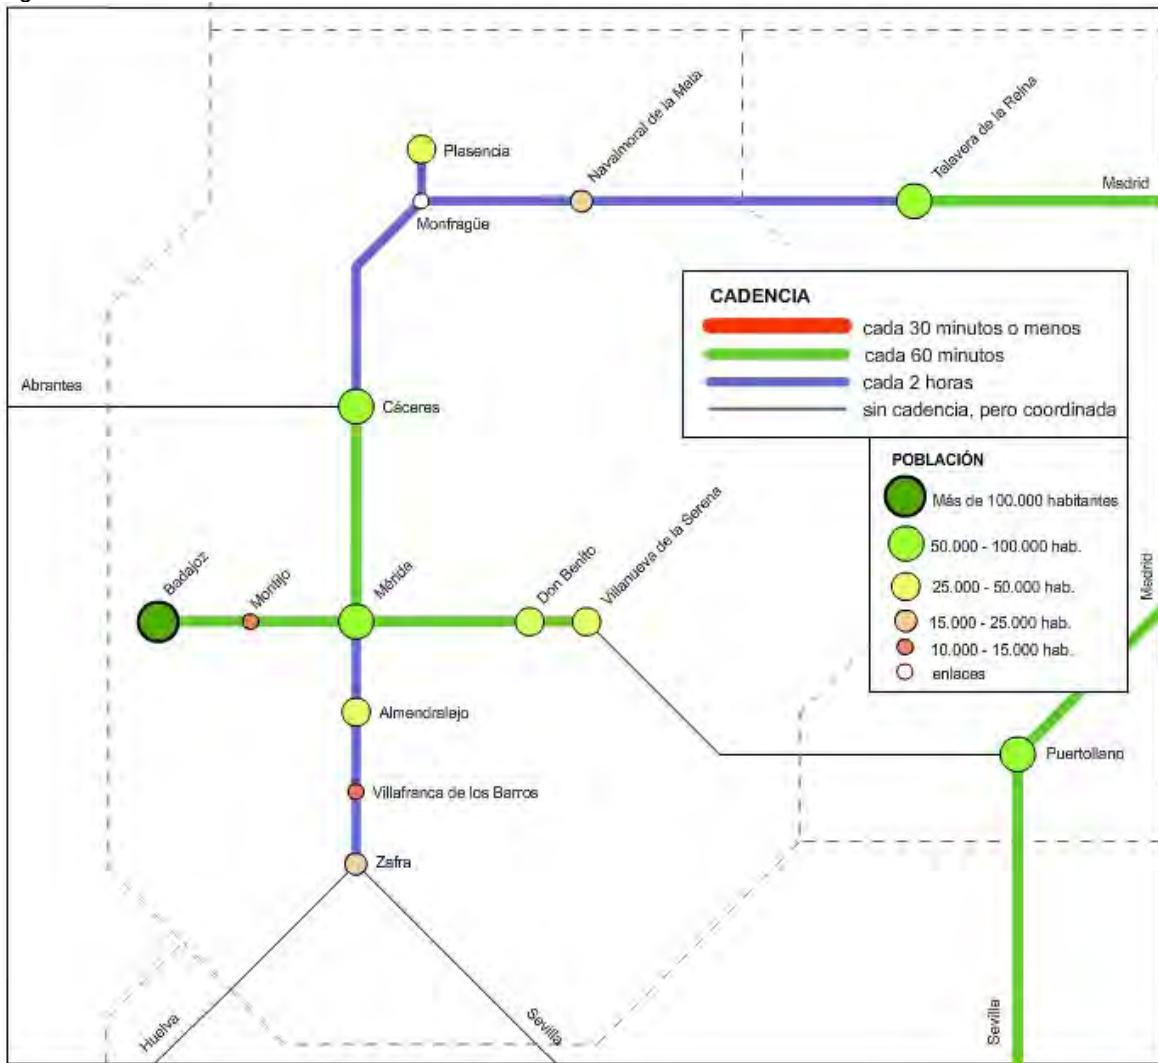 Plasencia
Navalmoral de la Mata
Talavera de la Reina
Madrid
Monfragüe
CADENCIA
cada 30 minutos o menos
cada 60 minutos
cada 2 horas
sin cadencia, pero coordinada
Abrantes
Cáceres
POBLACIÓN
Más de 100.000 habitantes
50.000 - 100.000 hab.
25.000 - 50.000 hab.
15.000 - 25.000 hab.
10.000 - 15.000 hab.
enlaces
Badajoz
Montijo
Mérida
Don Benito
Villanueva de la Serena
Madrid
Almendralejo
Puertollano
Villafranca de los Barros
Zafra
Huelva
Sevilla
Sevilla